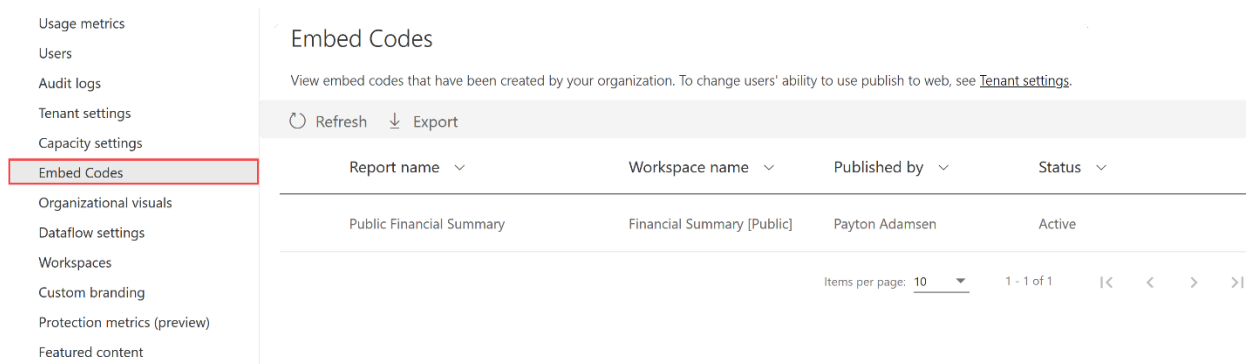 Usage metrics
Users
Audit logs
Tenant settings
Capacity settings
Embed Codes
Organizational visuals
Dataflow settings
Workspaces
Custom branding
Protection metrics (preview)
Featured content
Embed Codes
View embed codes that have been created by your organization. To change users' ability to use publish to web, see Tenant settings.
Refresh Export
Report name Workspace name Published by Status
Public Financial Summary Financial Summary [Public] Payton Adamsen Active
Items per page: 10 1 - 1 of 1